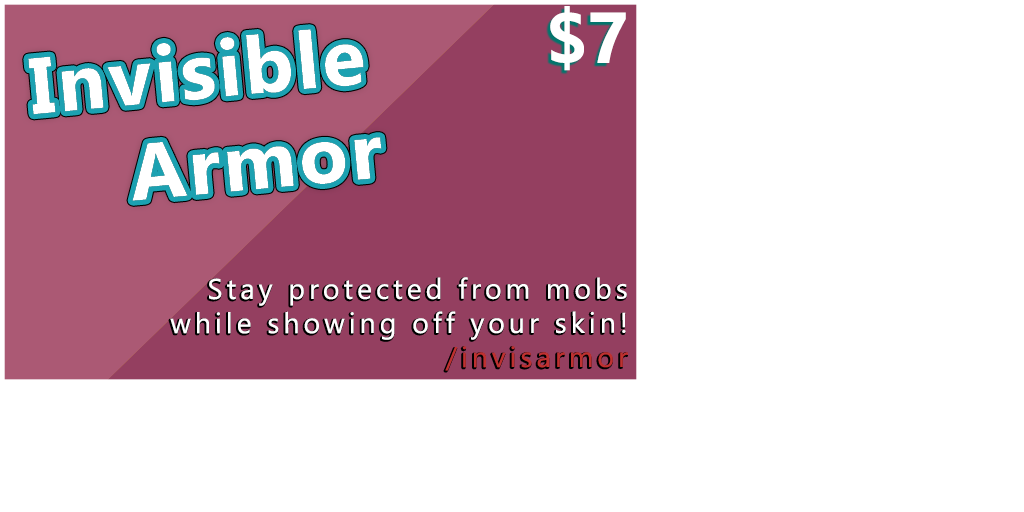 $7
Invisible
Armor
Stay protected from mobs
while showing off your skin!
/invisarmor